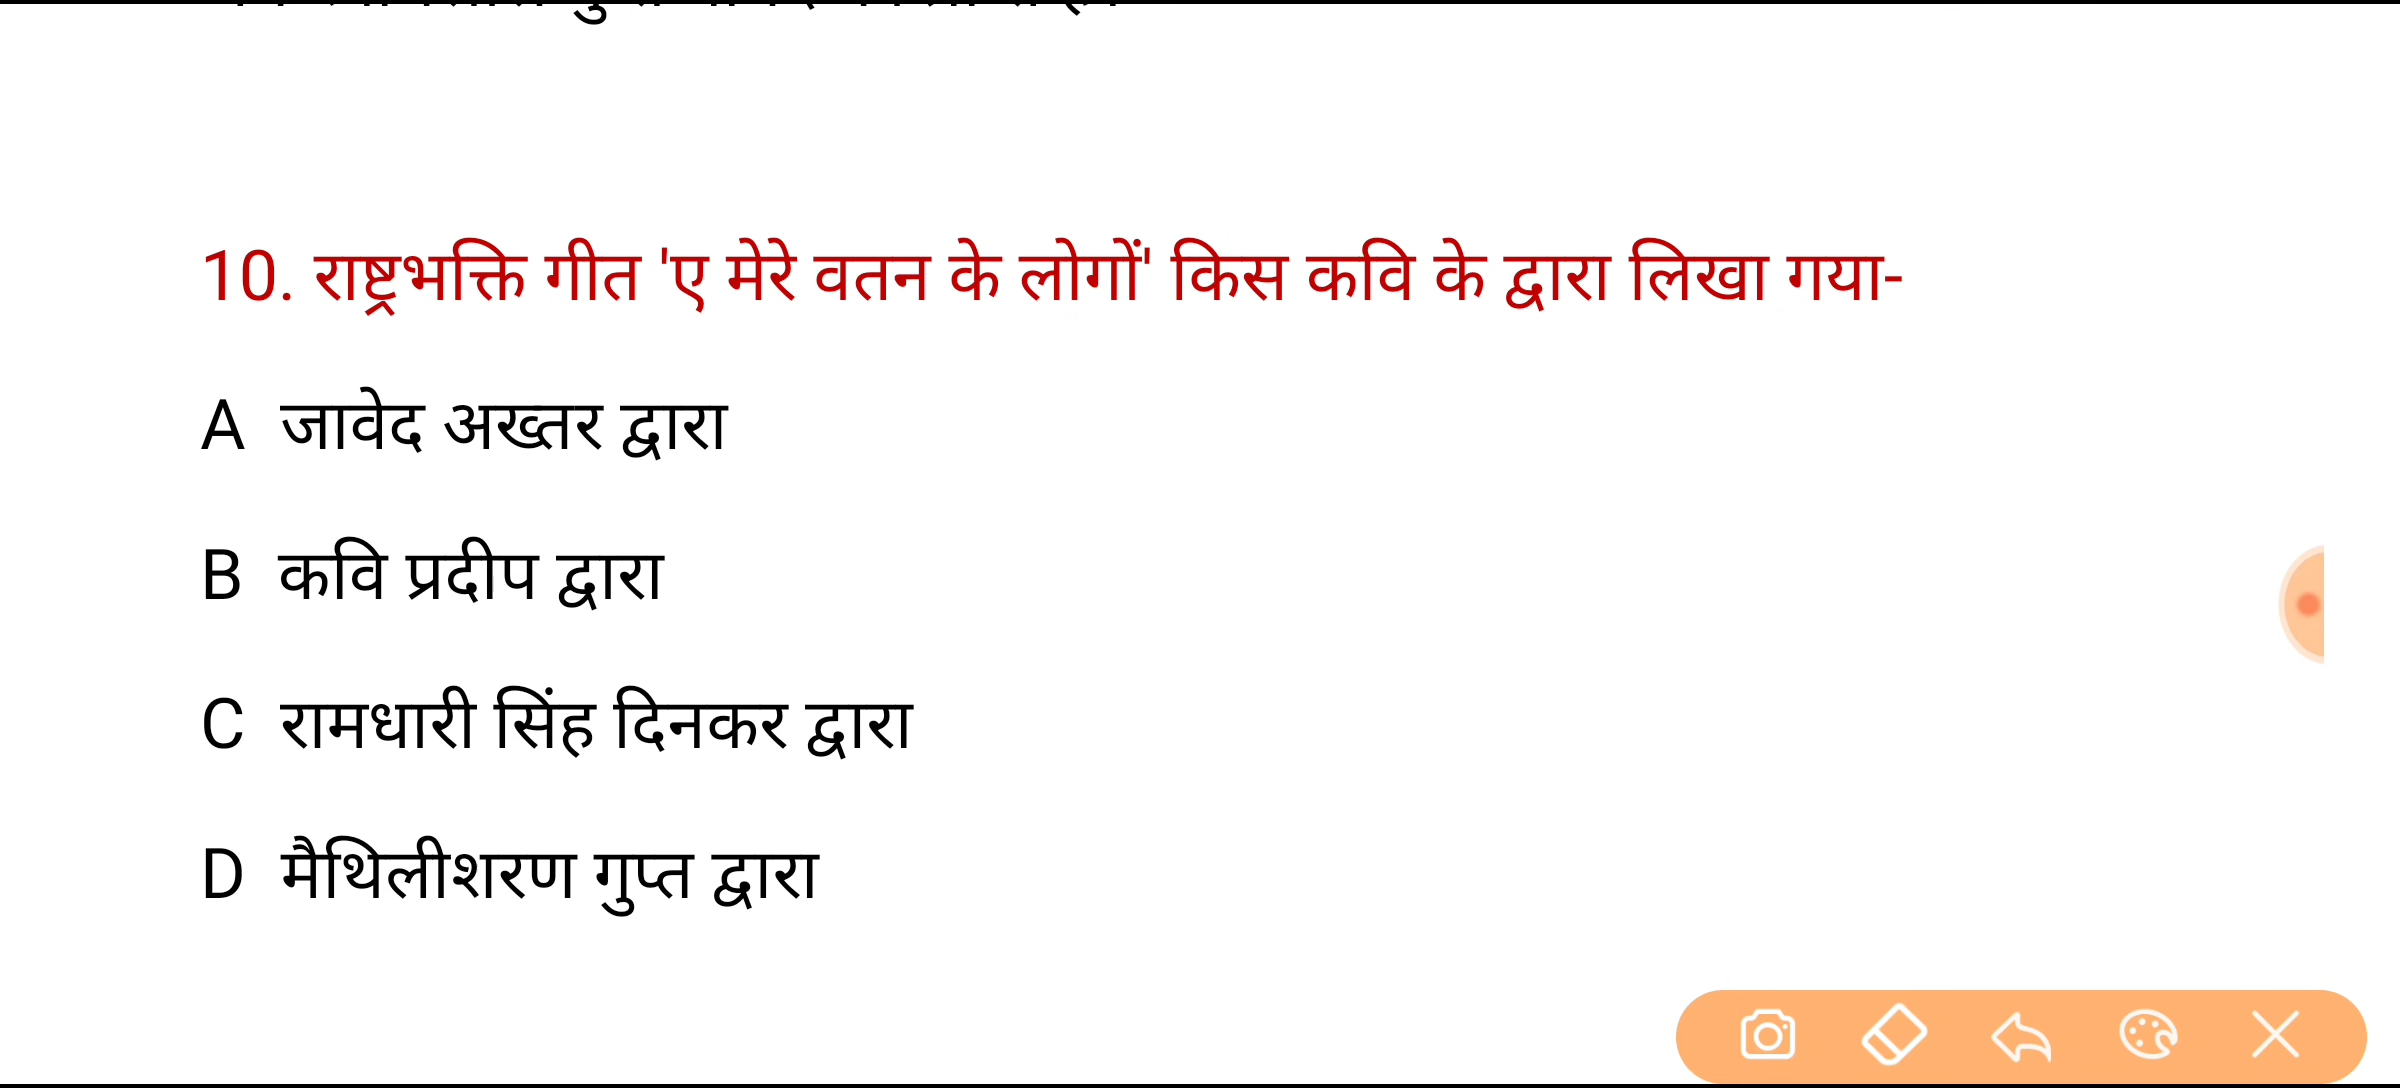 10. राष्ट्रभक्ति गीत 'ए मेरे वतन के लोगों' किस कवि के द्वारा लिखा गया-
A जावेद अख्तर द्वारा
B कवि प्रदीप द्वारा
C रामधारी सिंह दिनकर द्वारा
D मैथिलीशरण गुप्त द्वारा